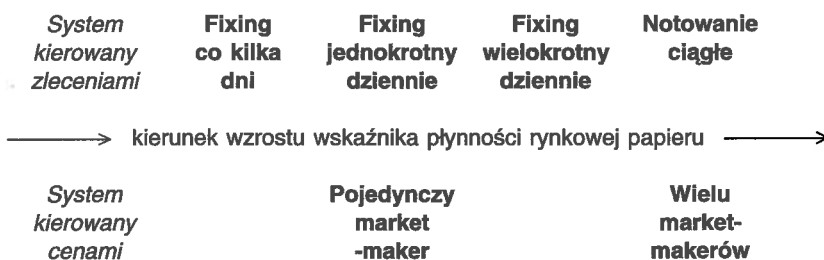 System Fixing Fixing Fixing Notowanie
kierowany co kilka jednokrotny wielokrotny ciągłe
zleceniami dni dziennie dziennie
kierunek wzrostu wskaźnika płynności rynkowej papieru
System Pojedynczy Wielu
kierowany market market-
cenami -maker makerów